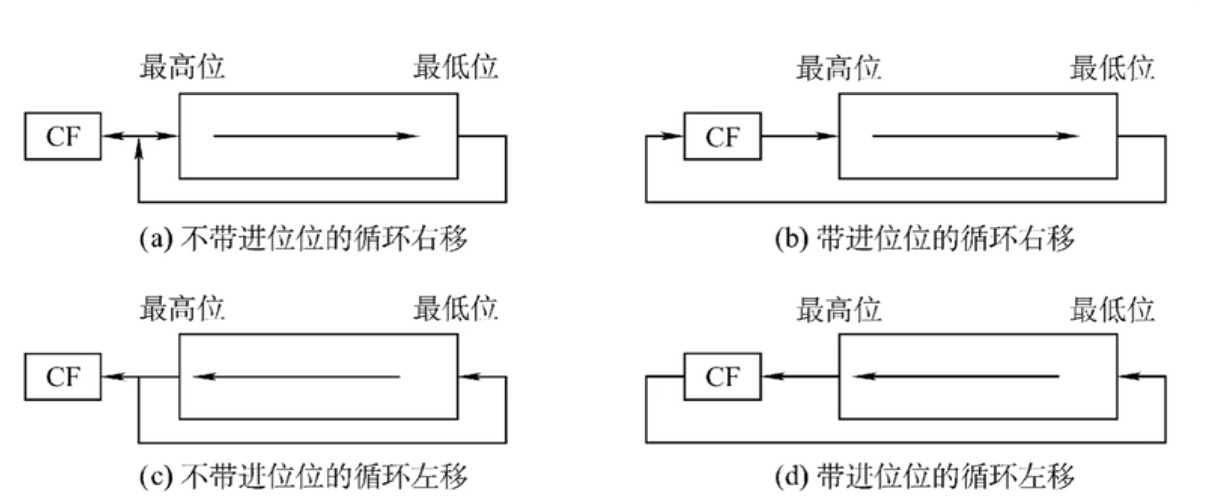 最高位 最低位 最高位 最低位
CF CF
(a) 不带进位位的循环右移 (b) 带进位位的循环右移
最高位 最低位 最高位 最低位
CF CF
(c) 不带进位位的循环左移 (d) 带进位位的循环左移